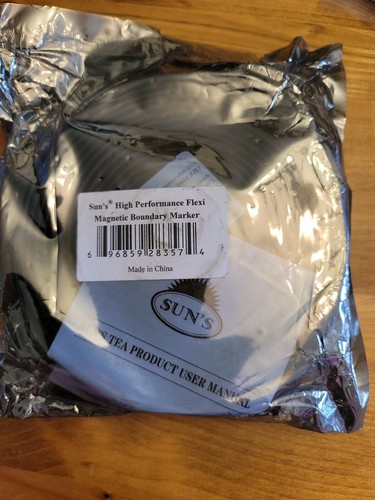 Sun's® High Performance Flexi
Magnetic Boundary Marker
6 96859 28357 4
Made in China
SUN'S
TEA PRODUCT USER MANUAL